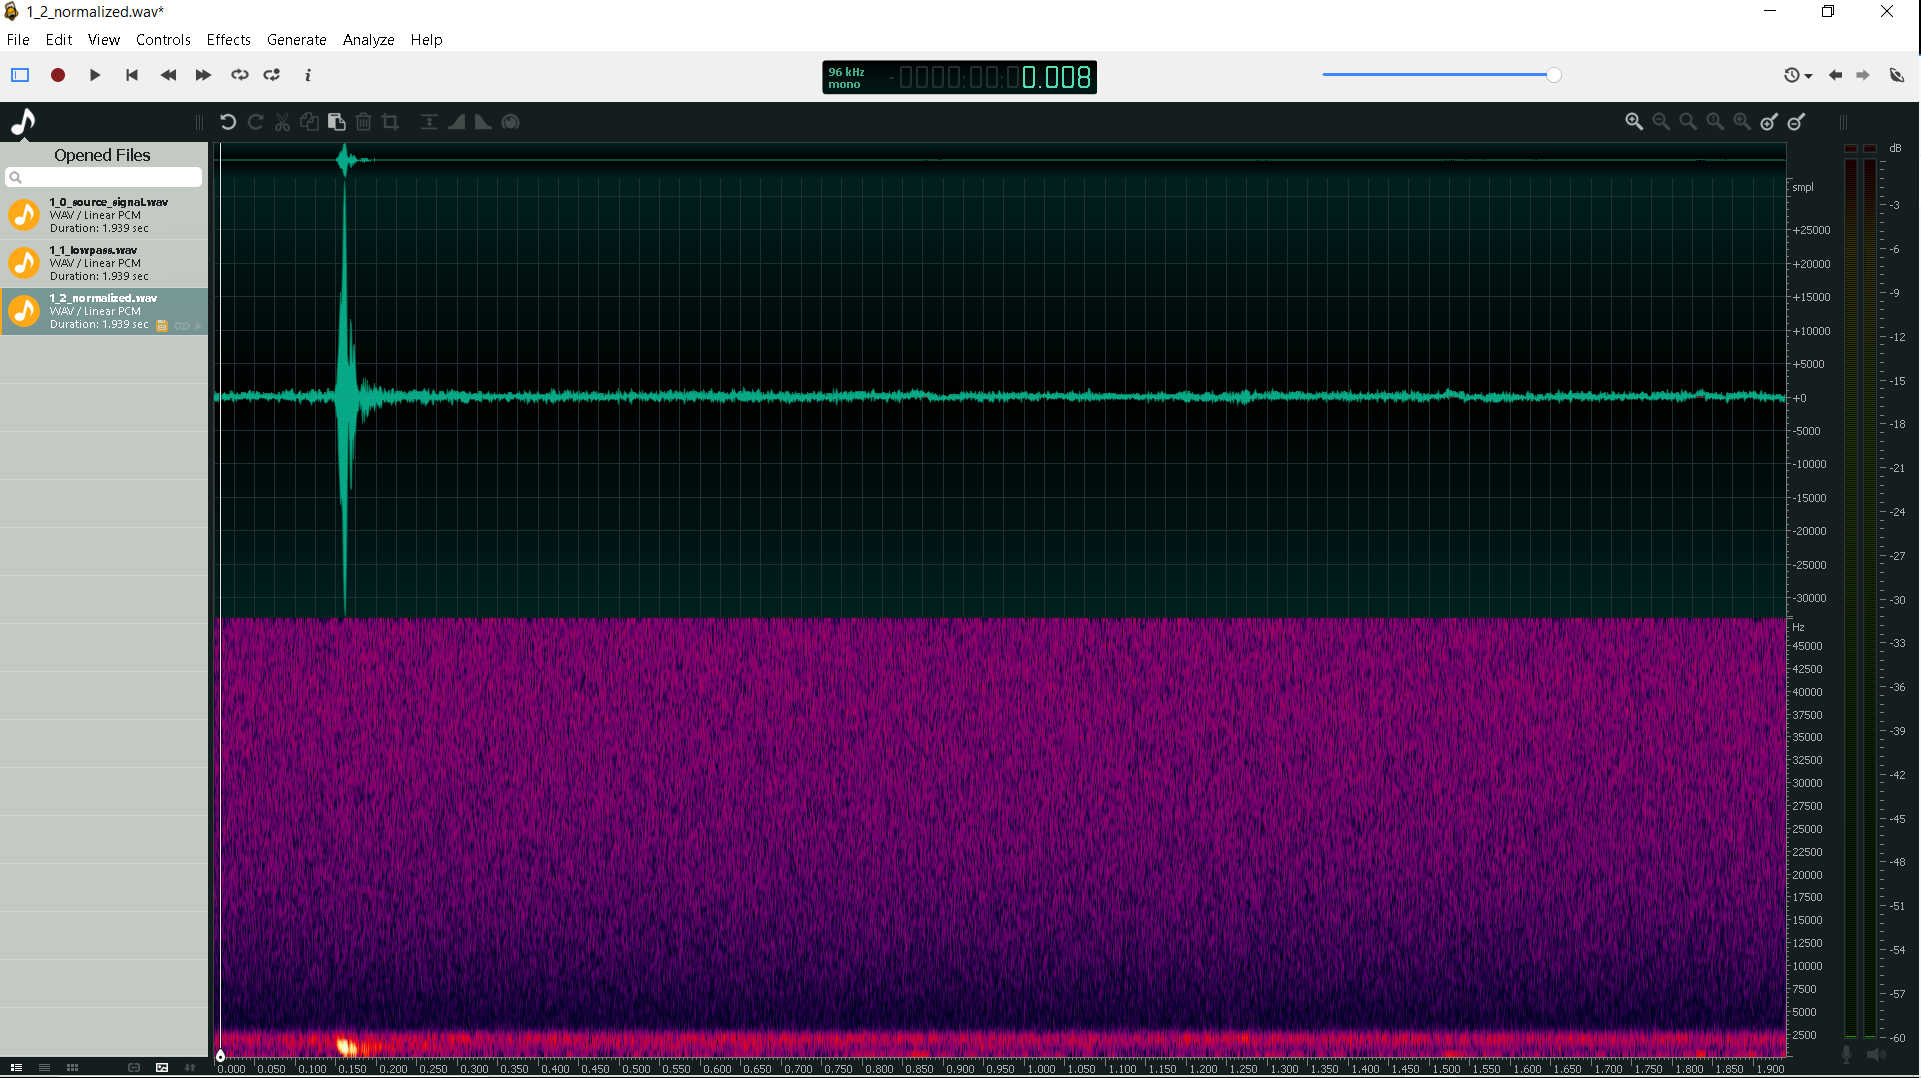 1_2_normalized.wav*
File Edit View Controls Effects Generate Analyze Help
96 kHz
mono
-0000:00:00.008
dB
Opened Files
1_0_source_signal.wav
WAV / Linear PCM
Duration: 1.939 sec
1_1_lowpass.wav
WAV / Linear PCM
Duration: 1.939 sec
1_2_normalized.wav
WAV / Linear PCM
Duration: 1.939 sec
smpl
+25000
+20000
+15000
+10000
+5000
+0
-5000
-10000
-15000
-20000
-25000
-30000
Hz
45000
42500
40000
37500
35000
32500
30000
27500
25000
22500
20000
17500
15000
12500
10000
7500
5000
2500
-3
-6
-9
-12
-15
-18
-21
-24
-27
-30
-33
-36
-39
-42
-45
-48
-51
-54
-57
-60
0.000 0.050 0.100 0.150 0.200 0.250 0.300 0.350 0.400 0.450 0.500 0.550 0.600 0.650 0.700 0.750 0.800 0.850 0.900 0.950 1.000 1.050 1.100 1.150 1.200 1.250 1.300 1.350 1.400 1.450 1.500 1.550 1.600 1.650 1.700 1.750 1.800 1.850 1.900